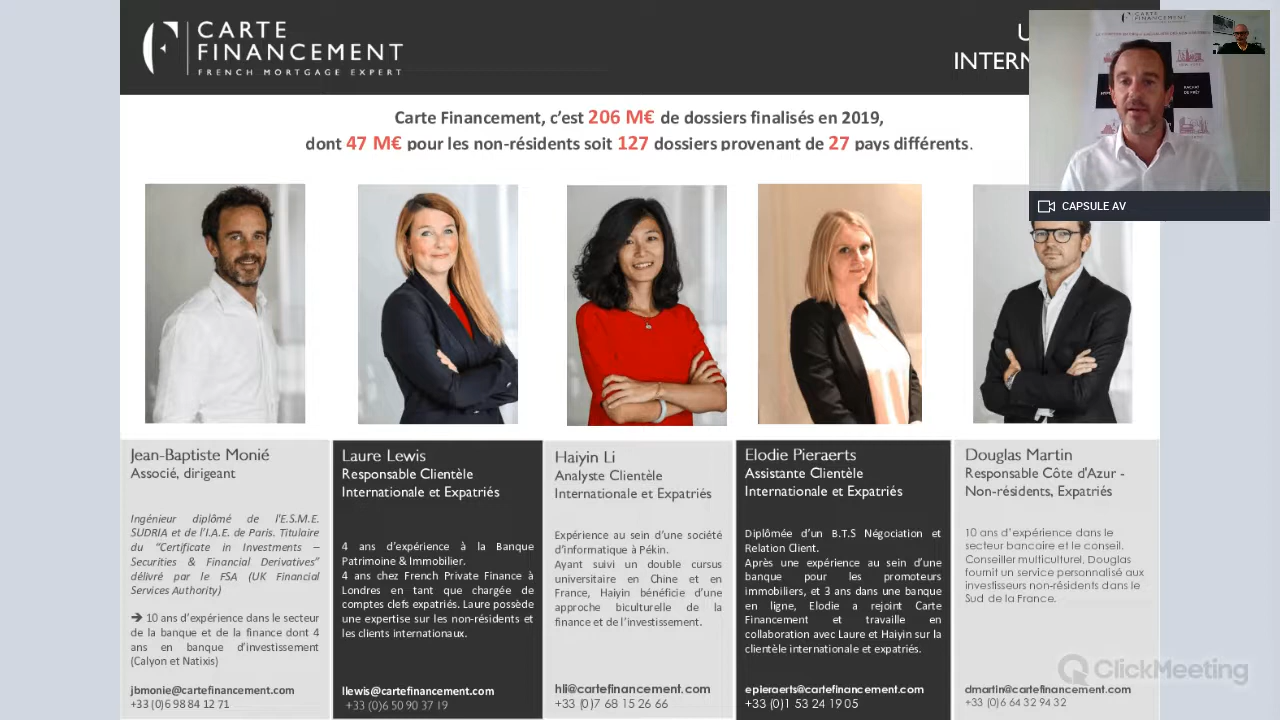 CARTE
FINANCEMENT
FRENCH MORTGAGE EXPERT
INTERN
CARTE
FINANCEMENT
RACHAT
DE PRÊT
CAPSULE AV
Carte Financement, c’est 206 M€ de dossiers finalisés en 2019,
dont 47 M€ pour les non-résidents soit 127 dossiers provenant de 27 pays différents.
Jean-Baptiste Monié
Associé, dirigeant
Ingénieur diplômé de l'E.S.M.E.
SUDRIA et de l'I.A.E. de Paris. Titulaire
du "Certificate in Investments –
Securities & Financial Derivatives"
délivré par le FSA (UK Financial
Services Authority)
➔ 10 ans d'expérience dans le secteur
de la banque et de la finance dont 4
ans en banque d'investissement
(Calyon et Natixis)
jbmonie@cartefinancement.com
+33 (0)6 98 84 12 71
Laure Lewis
Responsable Clientèle
Internationale et Expatriés
4 ans d'expérience à la Banque
Patrimoine & Immobilier.
4 ans chez French Private Finance à
Londres en tant que chargée de
comptes clefs expatriés. Laure possède
une expertise sur les non-résidents et
les clients internationaux.
llewis@cartefinancement.com
+33 (0)6 50 90 37 19
Haiyin Li
Analyste Clientèle
Internationale et Expatriés
Expérience au sein d'une société
d'informatique à Pékin.
Ayant suivi un double cursus
universitaire en Chine et en
France, Haiyin bénéficie d'une
approche biculturelle de la
finance et de l'investissement.
hli@cartefinancement.com
+33 (0)7 68 15 26 66
Elodie Pieraerts
Assistante Clientèle
Internationale et Expatriés
Diplômée d'un B.T.S Négociation et
Relation Client.
Après une expérience au sein d'une
banque pour les promoteurs
immobiliers, et 3 ans dans une banque
en ligne, Elodie a rejoint Carte
Financement et travaille en
collaboration avec Laure et Haiyin sur la
clientèle internationale et expatriés.
epieraerts@cartefinancement.com
+33 (0)1 53 24 19 05
Douglas Martin
Responsable Côte d'Azur -
Non-résidents, Expatriés
10 ans d'expérience dans le
secteur bancaire et le conseil.
Conseiller multiculturel, Douglas
fournit un service personnalisé aux
investisseurs non-résidents dans le
Sud de la France.
dmartin@cartefinancement.com
+33 (0)6 64 32 94 32
ClickMeeting